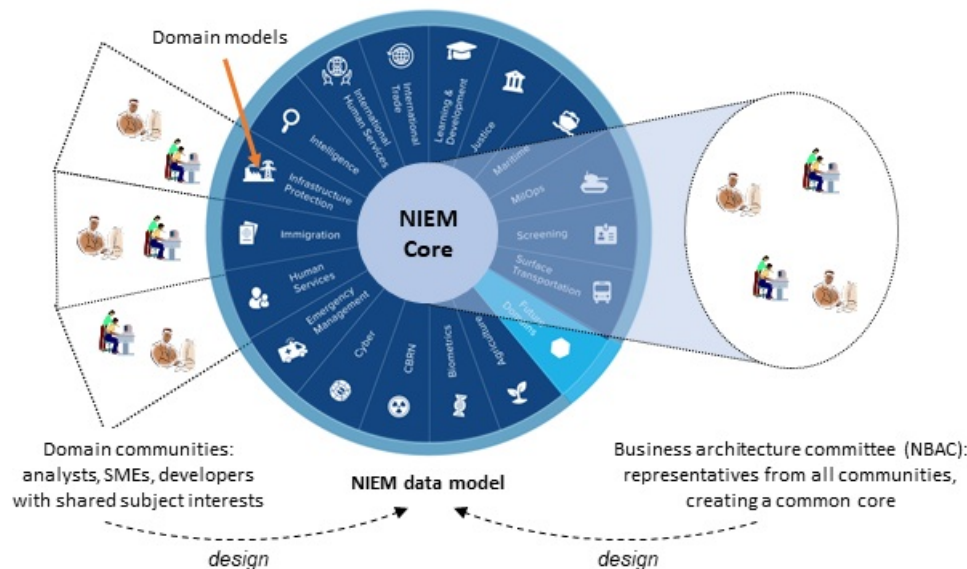 Domain models
International
Human Services
International
Trade
Learning &
Development
Justice
Maritime
MilOps
Screening
Surface
Transportation
Future
Domains
Agriculture
Biometrics
CBRN
Cyber
Emergency
Management
Human
Services
Immigration
Infrastructure
Protection
Intelligence
NIEM
Core
Domain communities:
analysts, SMEs, developers
with shared subject interests
NIEM data model
Business architecture committee (NBAC):
representatives from all communities,
creating a common core
design
design